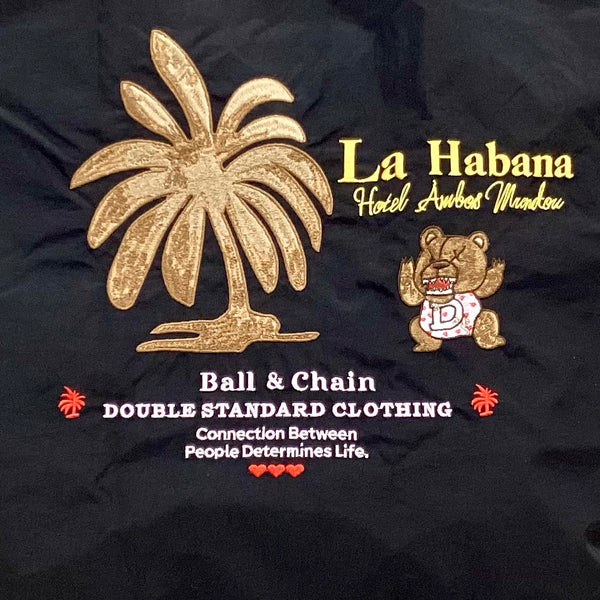 La Habana
Hotel Ambos Mundos
D
Ball & Chain
DOUBLE STANDARD CLOTHING
Connection Between
People Determines Life.